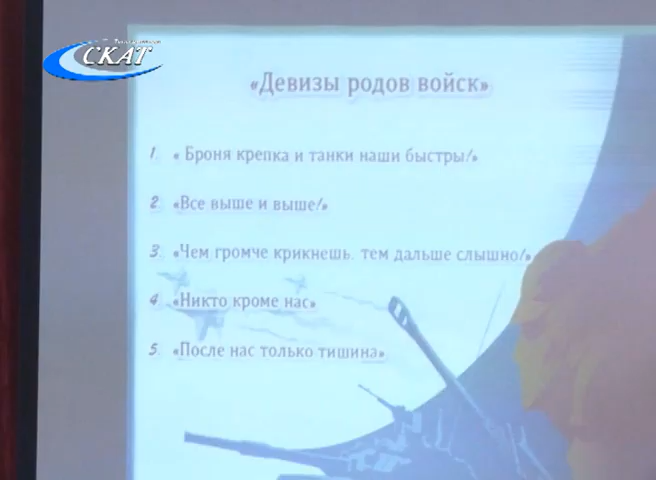 СКАТ
«Девизы родов войск»
1. « Броня крепка и танки наши быстры!»
2 «Все выше и выше!»
3. «Чем громче крикнешь, тем дальше слышно!»
4 «Никто кроме нас»
5. «После нас только тишина»